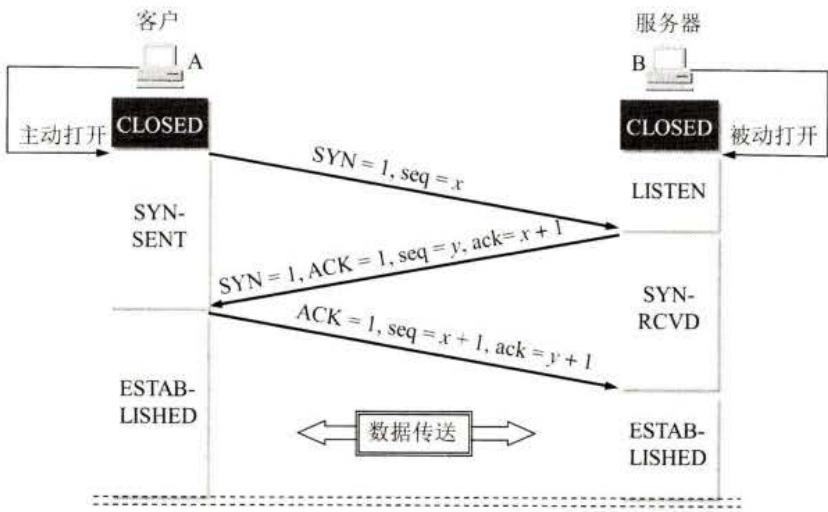 客户
服务器
A
B
CLOSED
CLOSED
主动打开
被动打开
SYN = 1, seq = x
LISTEN
SYN-
SENT
SYN = 1, ACK = 1, seq = y, ack= x + 1
SYN-
RCVD
ACK = 1, seq = x + 1, ack = y + 1
ESTAB-
LISHED
数据传送
ESTAB-
LISHED